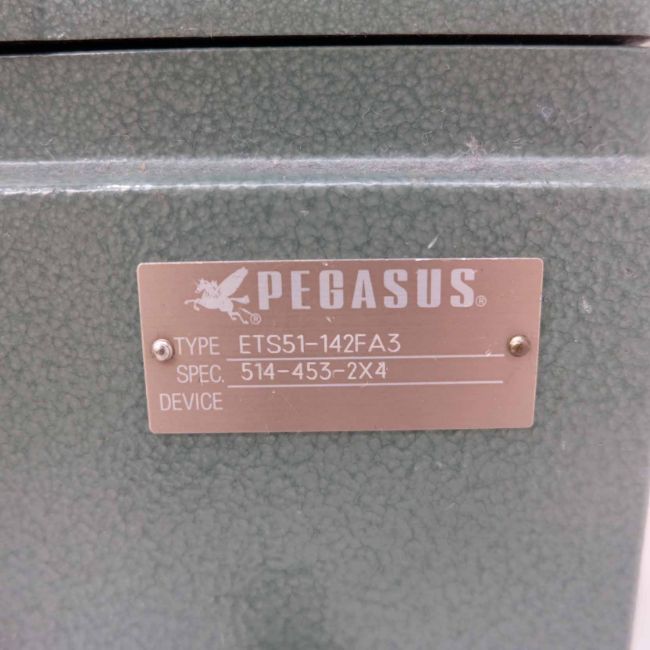 PEGASUS®
®
TYPE ETS51-142FA3
SPEC. 514-453-2X4
DEVICE